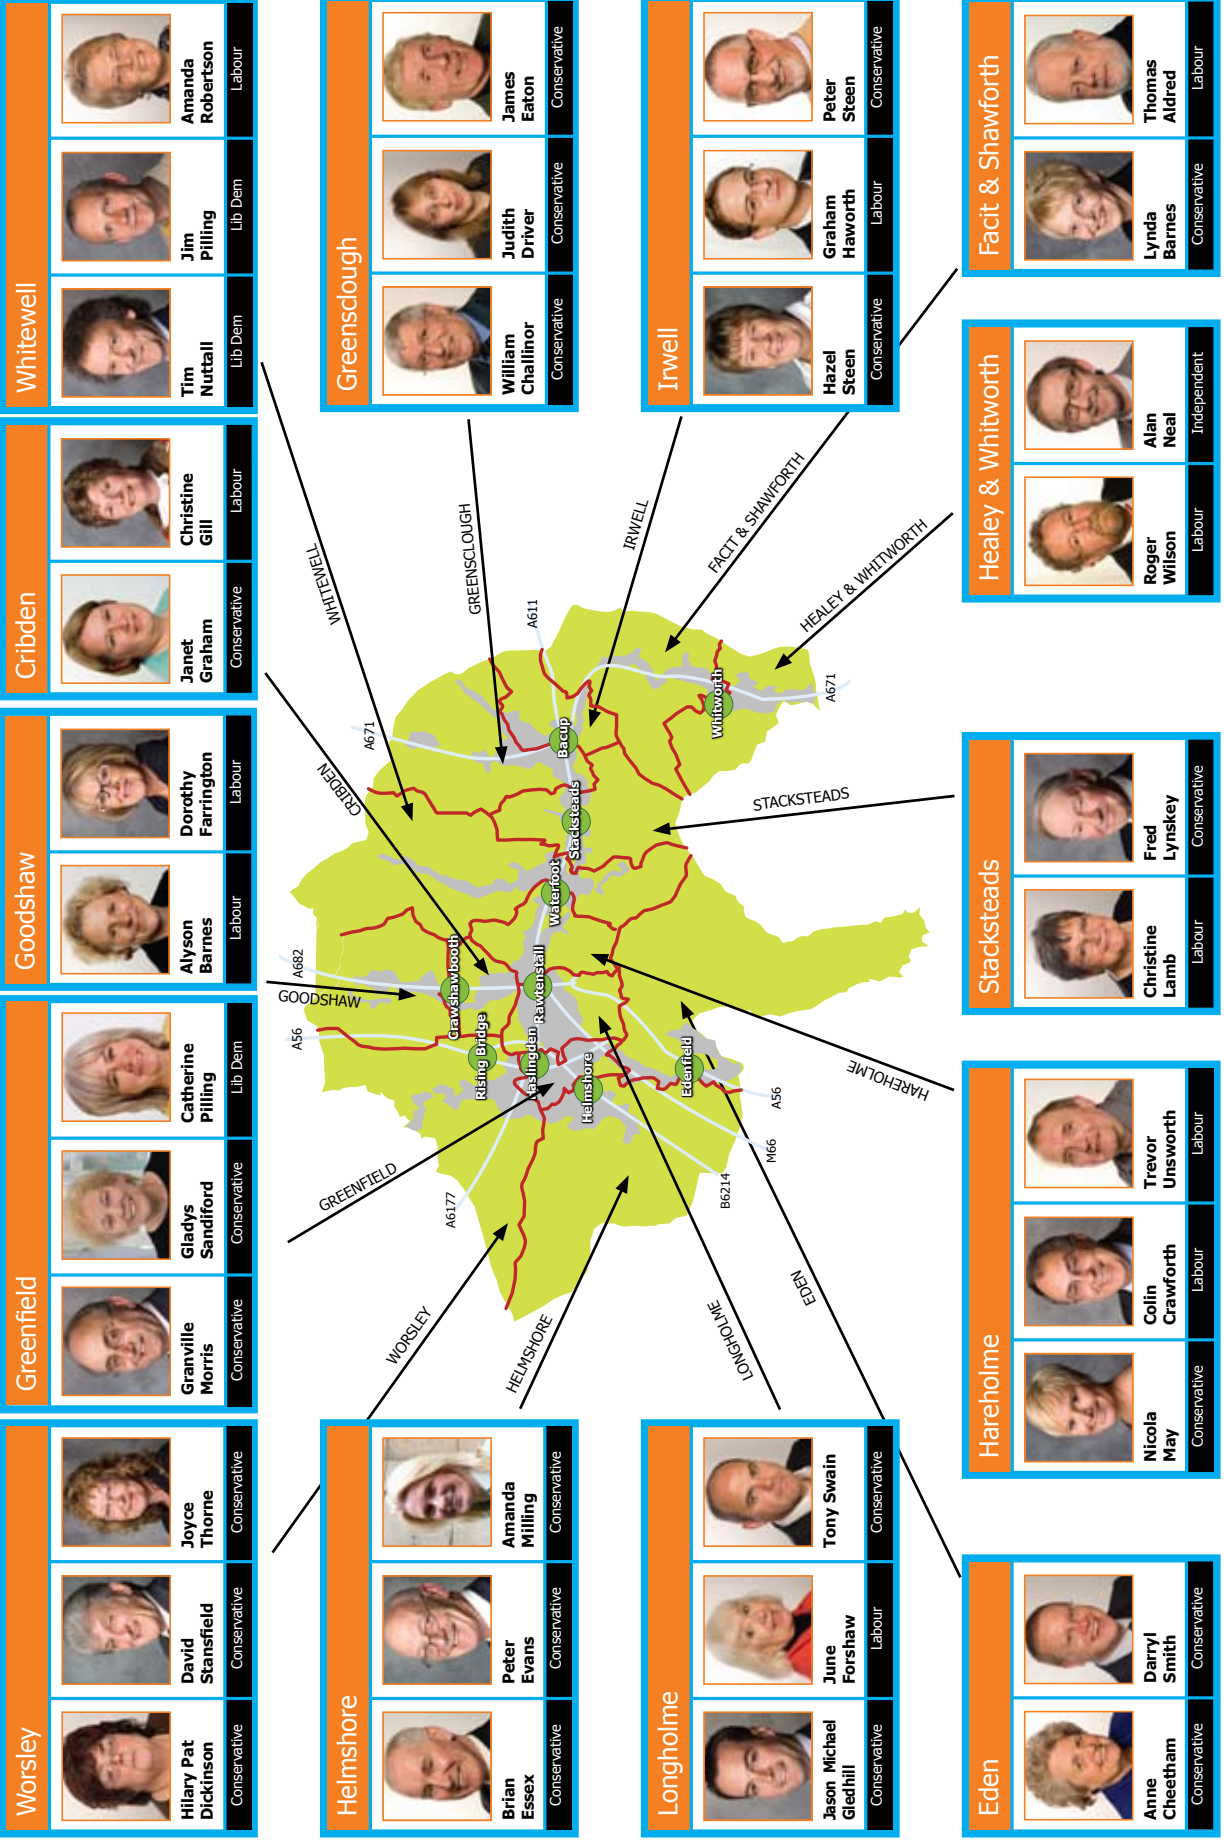 Worsley
Hilary Pat
Dickinson
Conservative
David
Stansfield
Conservative
Joyce
Thorne
Conservative
Greenfield
Granville
Morris
Conservative
Gladys
Sandiford
Conservative
Catherine
Pilling
Lib Dem
Goodshaw
Alyson
Barnes
Labour
Dorothy
Farrington
Labour
Cribden
Janet
Graham
Conservative
Christine
Gill
Labour
Whitewell
Tim
Nuttall
Lib Dem
Jim
Pilling
Lib Dem
Amanda
Robertson
Labour
Helmshore
Brian
Essex
Conservative
Peter
Evans
Conservative
Amanda
Milling
Conservative
Greensclough
William
Challinor
Conservative
Judith
Driver
Conservative
James
Eaton
Conservative
Longholme
Jason Michael
Gledhill
Conservative
June
Forshaw
Labour
Tony Swain
Conservative
Irwell
Hazel
Steen
Conservative
Graham
Haworth
Labour
Peter
Steen
Conservative
WORSLEY
GREENFIELD
GOODSHAW
CRIBDEN
WHITEWELL
GREENSCLOUGH
IRWELL
FACIT & SHAWFORTH
HEALEY & WHITWORTH
STACKSTEADS
HAREHOLME
EDEN
LONGHOLME
HELMSHORE
A56
A682
A671
A611
A6177
A671
B6214
M66
A56
Crawshawbooth
Rising Bridge
Haslingden
Rawtenstall
Helmshore
Waterfoot
Stacksteads
Bacup
Edenfield
Whitworth
Eden
Anne
Cheetham
Conservative
Darryl
Smith
Conservative
Hareholme
Nicola
May
Conservative
Colin
Crawforth
Labour
Trevor
Unsworth
Labour
Stacksteads
Christine
Lamb
Labour
Fred
Lynskey
Conservative
Healey & Whitworth
Roger
Wilson
Labour
Alan
Neal
Independent
Facit & Shawforth
Lynda
Barnes
Conservative
Thomas
Aldred
Labour